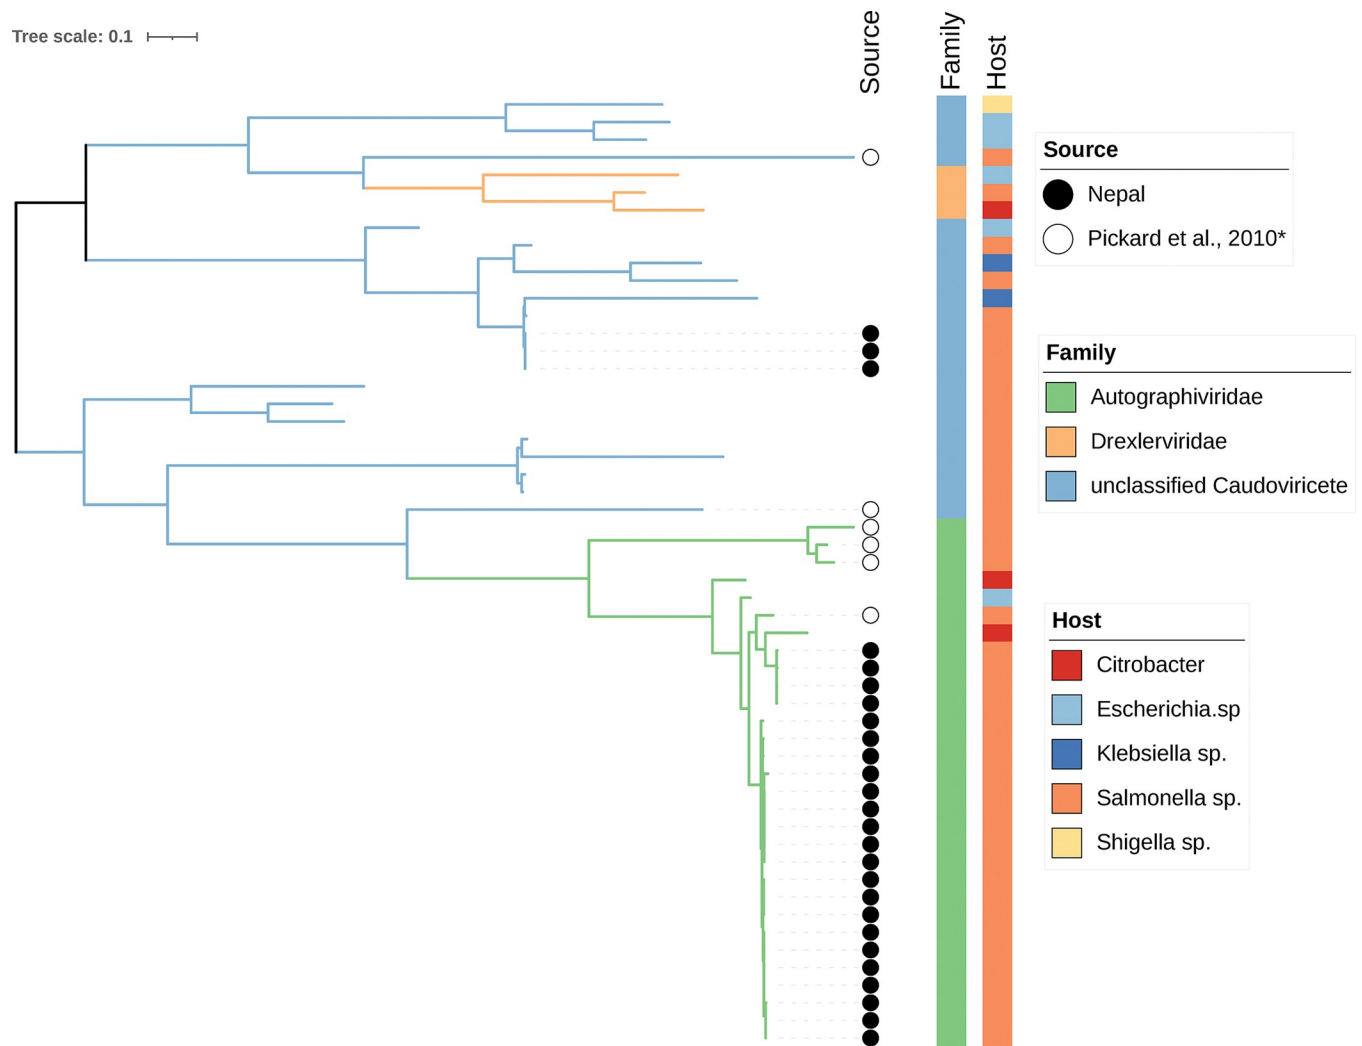 Tree scale: 0.1
Source
Family
Host
Source
Nepal
Pickard et al., 2010*
Family
Autographiviridae
Drexlerviridae
unclassified Caudoviricete
Host
Citrobacter
Escherichia.sp
Klebsiella sp.
Salmonella sp.
Shigella sp.